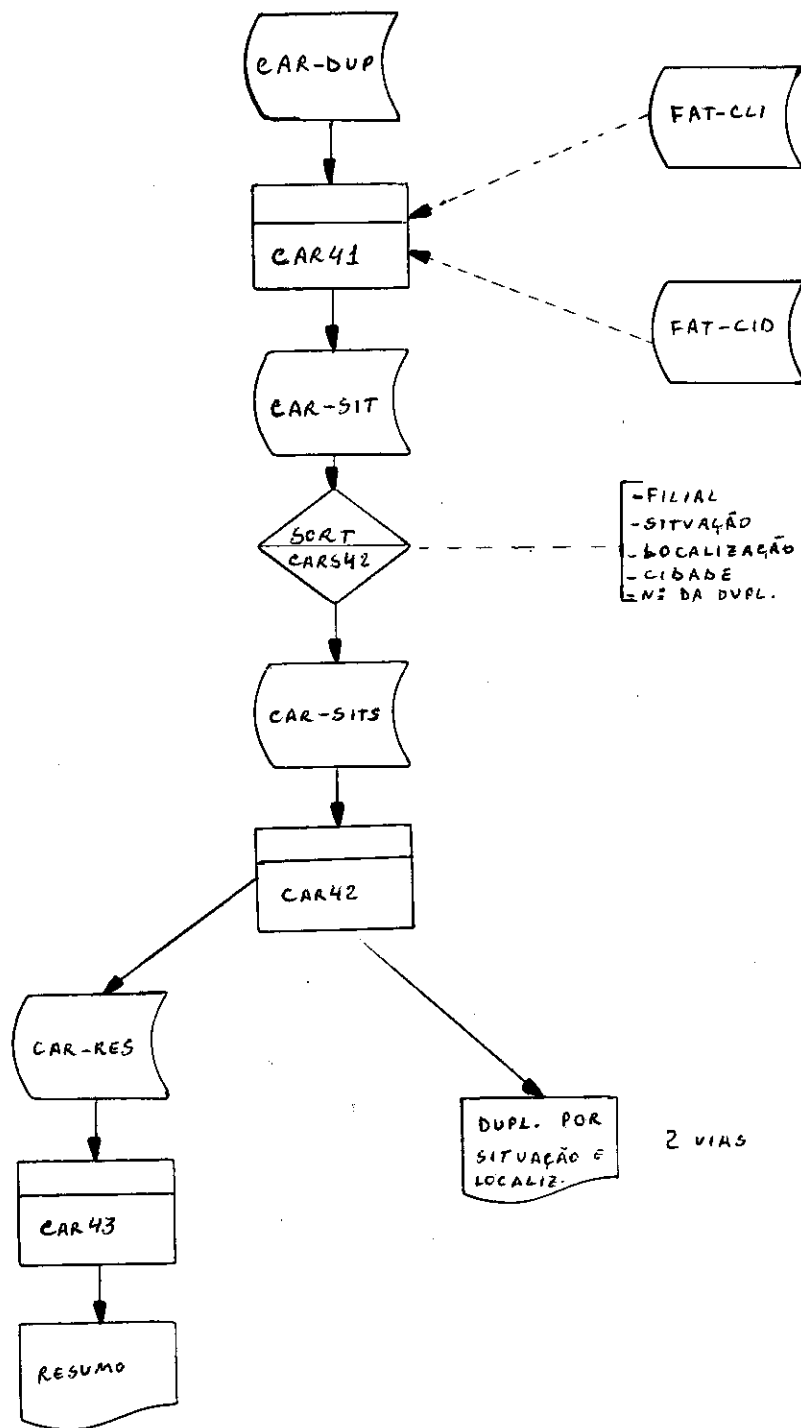 CAR-DUP
FAT-CLI
CAR41
FAT-CID
CAR-SIT
SORT
CARS42
-FILIAL
-SITUAÇÃO
-LOCALIZAÇÃO
-CIDADE
-Nº DA DUPL.
CAR-SITS
CAR42
CAR-RES
DUPL. POR
SITUAÇÃO E
LOCALIZ.
2 VIAS
CAR43
RESUMO